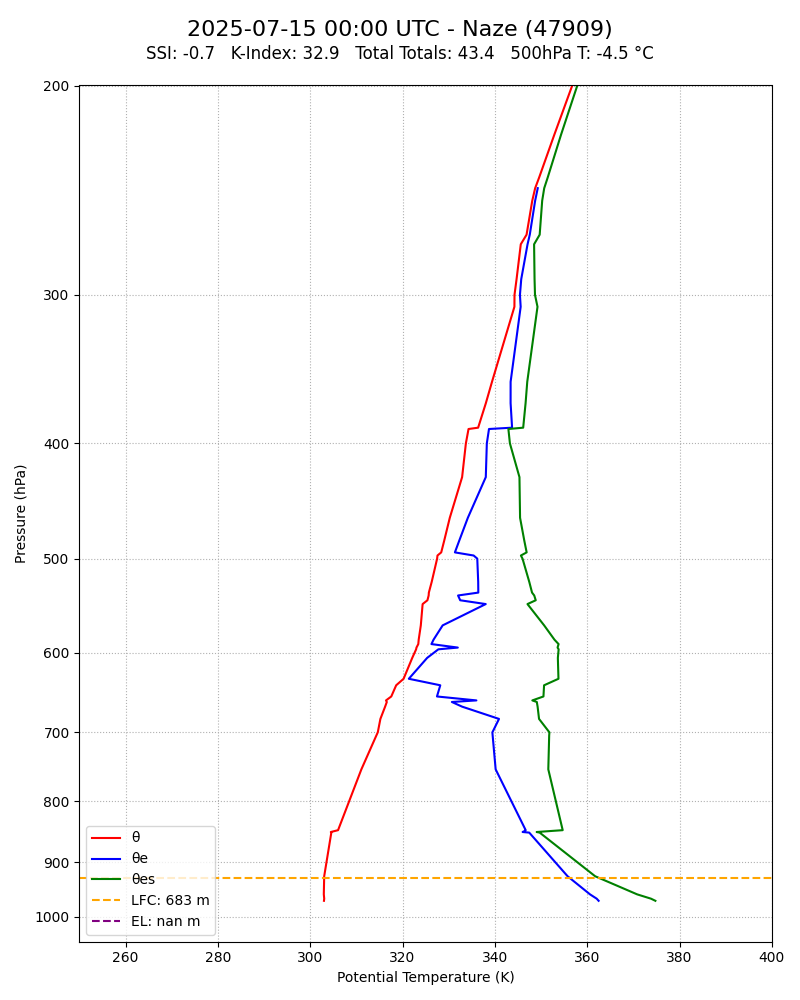 2025-07-15 00:00 UTC - Naze (47909)
SSI: -0.7   K-Index: 32.9   Total Totals: 43.4   500hPa T: -4.5 °C
200
300
400
500
600
700
800
900
1000
Pressure (hPa)
θ
θe
θes
LFC: 683 m
EL: nan m
260 280 300 320 340 360 380 400
Potential Temperature (K)